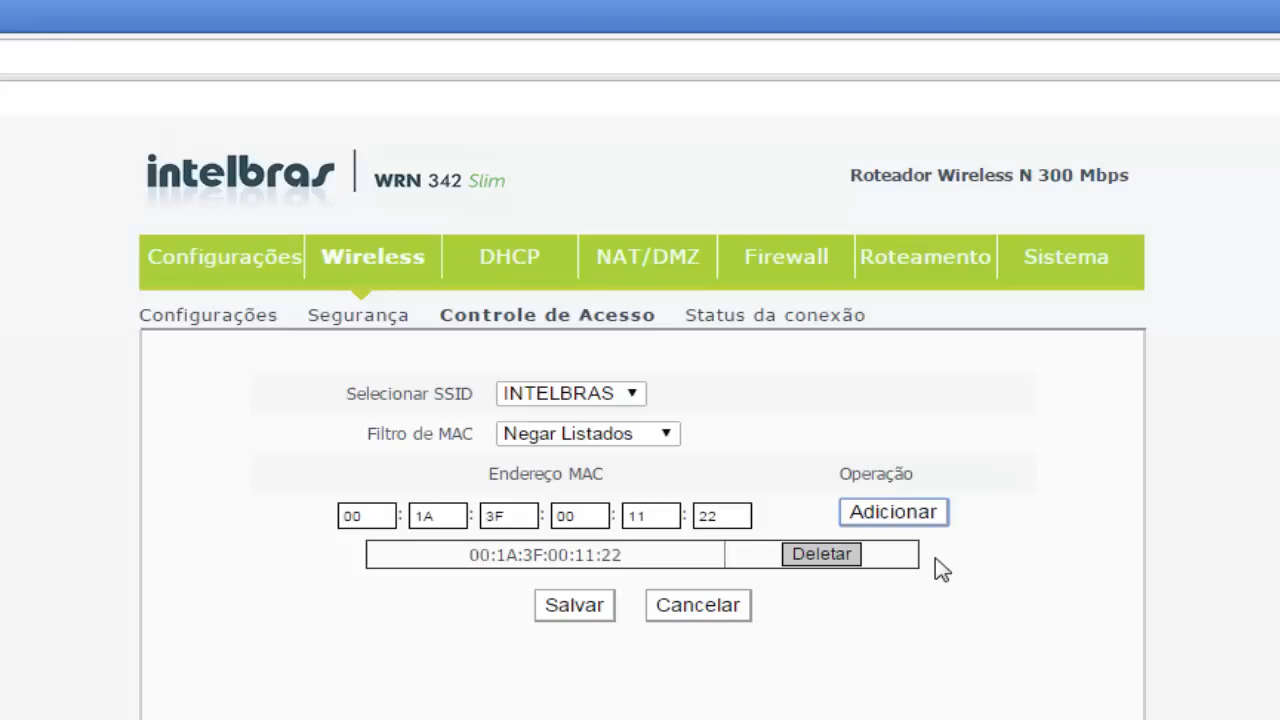 intelbras WRN 342 Slim Roteador Wireless N 300 Mbps
Configurações Wireless DHCP NAT/DMZ Firewall Roteamento Sistema
Configurações Segurança Controle de Acesso Status da conexão
Selecionar SSID INTELBRAS
Filtro de MAC Negar Listados
Endereço MAC Operação
00 : 1A : 3F : 00 : 11 : 22 Adicionar
00:1A:3F:00:11:22 Deletar
Salvar Cancelar